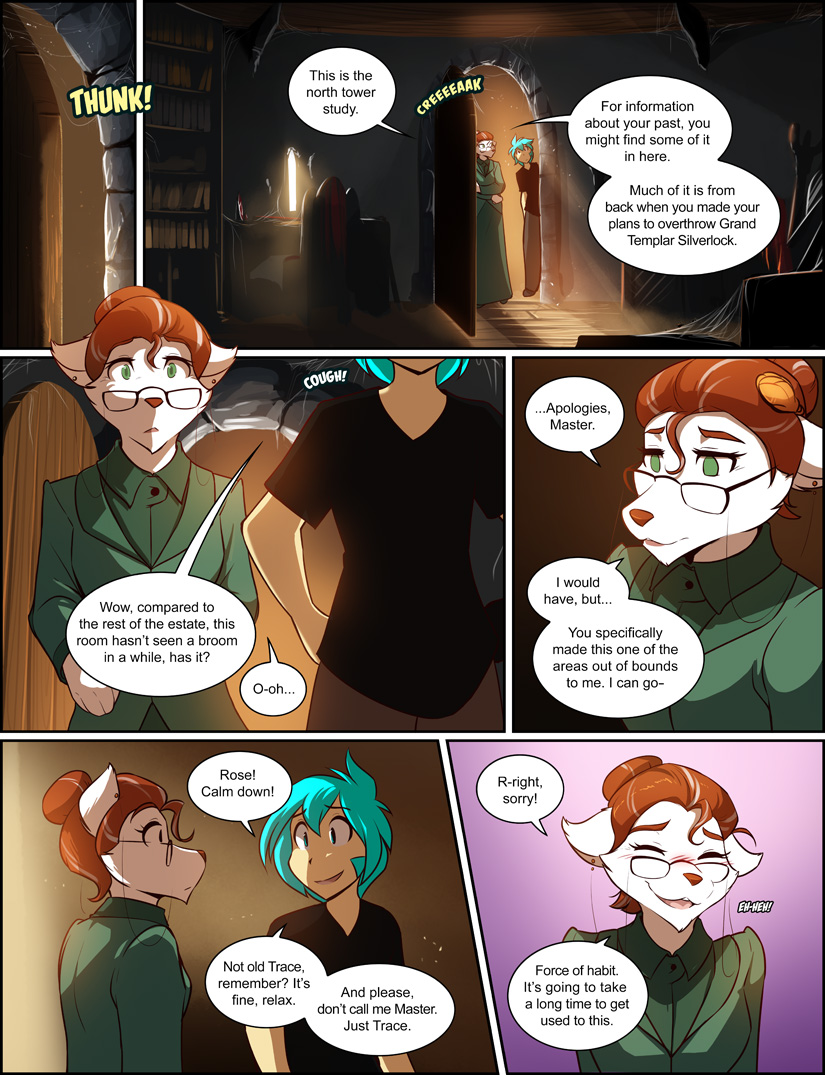 THUNK!
This is the
north tower
study.
CREEEEAAK
For information
about your past, you
might find some of it
in here.
Much of it is from
back when you made your
plans to overthrow Grand
Templar Silverlock.
COUGH!
Wow, compared to
the rest of the estate, this
room hasn't seen a broom
in a while, has it?
O-oh...
...Apologies,
Master.
I would
have, but...
You specifically
made this one of the
areas out of bounds
to me. I can go-
Rose!
Calm down!
Not old Trace,
remember? It's
fine, relax.
And please,
don't call me Master.
Just Trace.
R-right,
sorry!
EH-HEH!
Force of habit.
It's going to take
a long time to get
used to this.